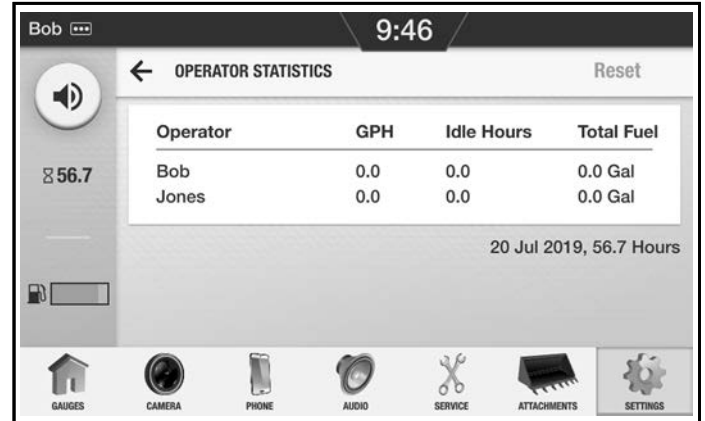 Bob 9:46
OPERATOR STATISTICS Reset
Operator GPH Idle Hours Total Fuel
Bob 0.0 0.0 0.0 Gal
Jones 0.0 0.0 0.0 Gal
56.7
20 Jul 2019, 56.7 Hours
GAUGES CAMERA PHONE AUDIO SERVICE ATTACHMENTS SETTINGS